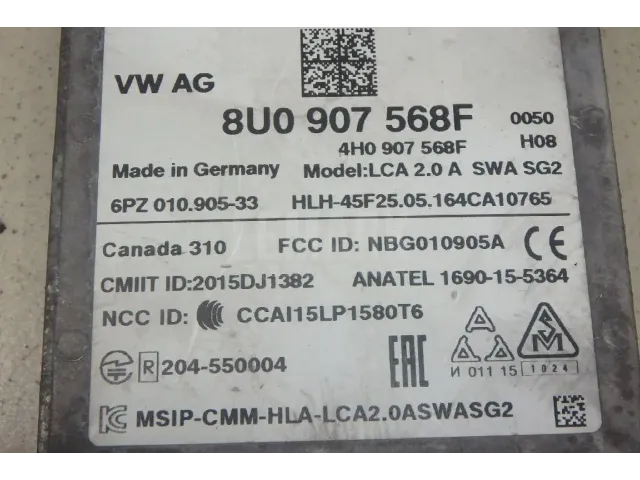 VW AG
8U0 907 568F 0050
4H0 907 568F H08
Made in Germany Model:LCA 2.0 A SWA SG2
6PZ 010.905-33 HLH-45F25.05.164CA10765
Canada 310 FCC ID: NBG010905A CE
CMIIT ID:2015DJ1382 ANATEL 1690-15-5364
NCC ID: CCAI15LP1580T6
R 204-550004 EAC И 011 15 1024
MSIP-CMM-HLA-LCA2.0ASWASG2